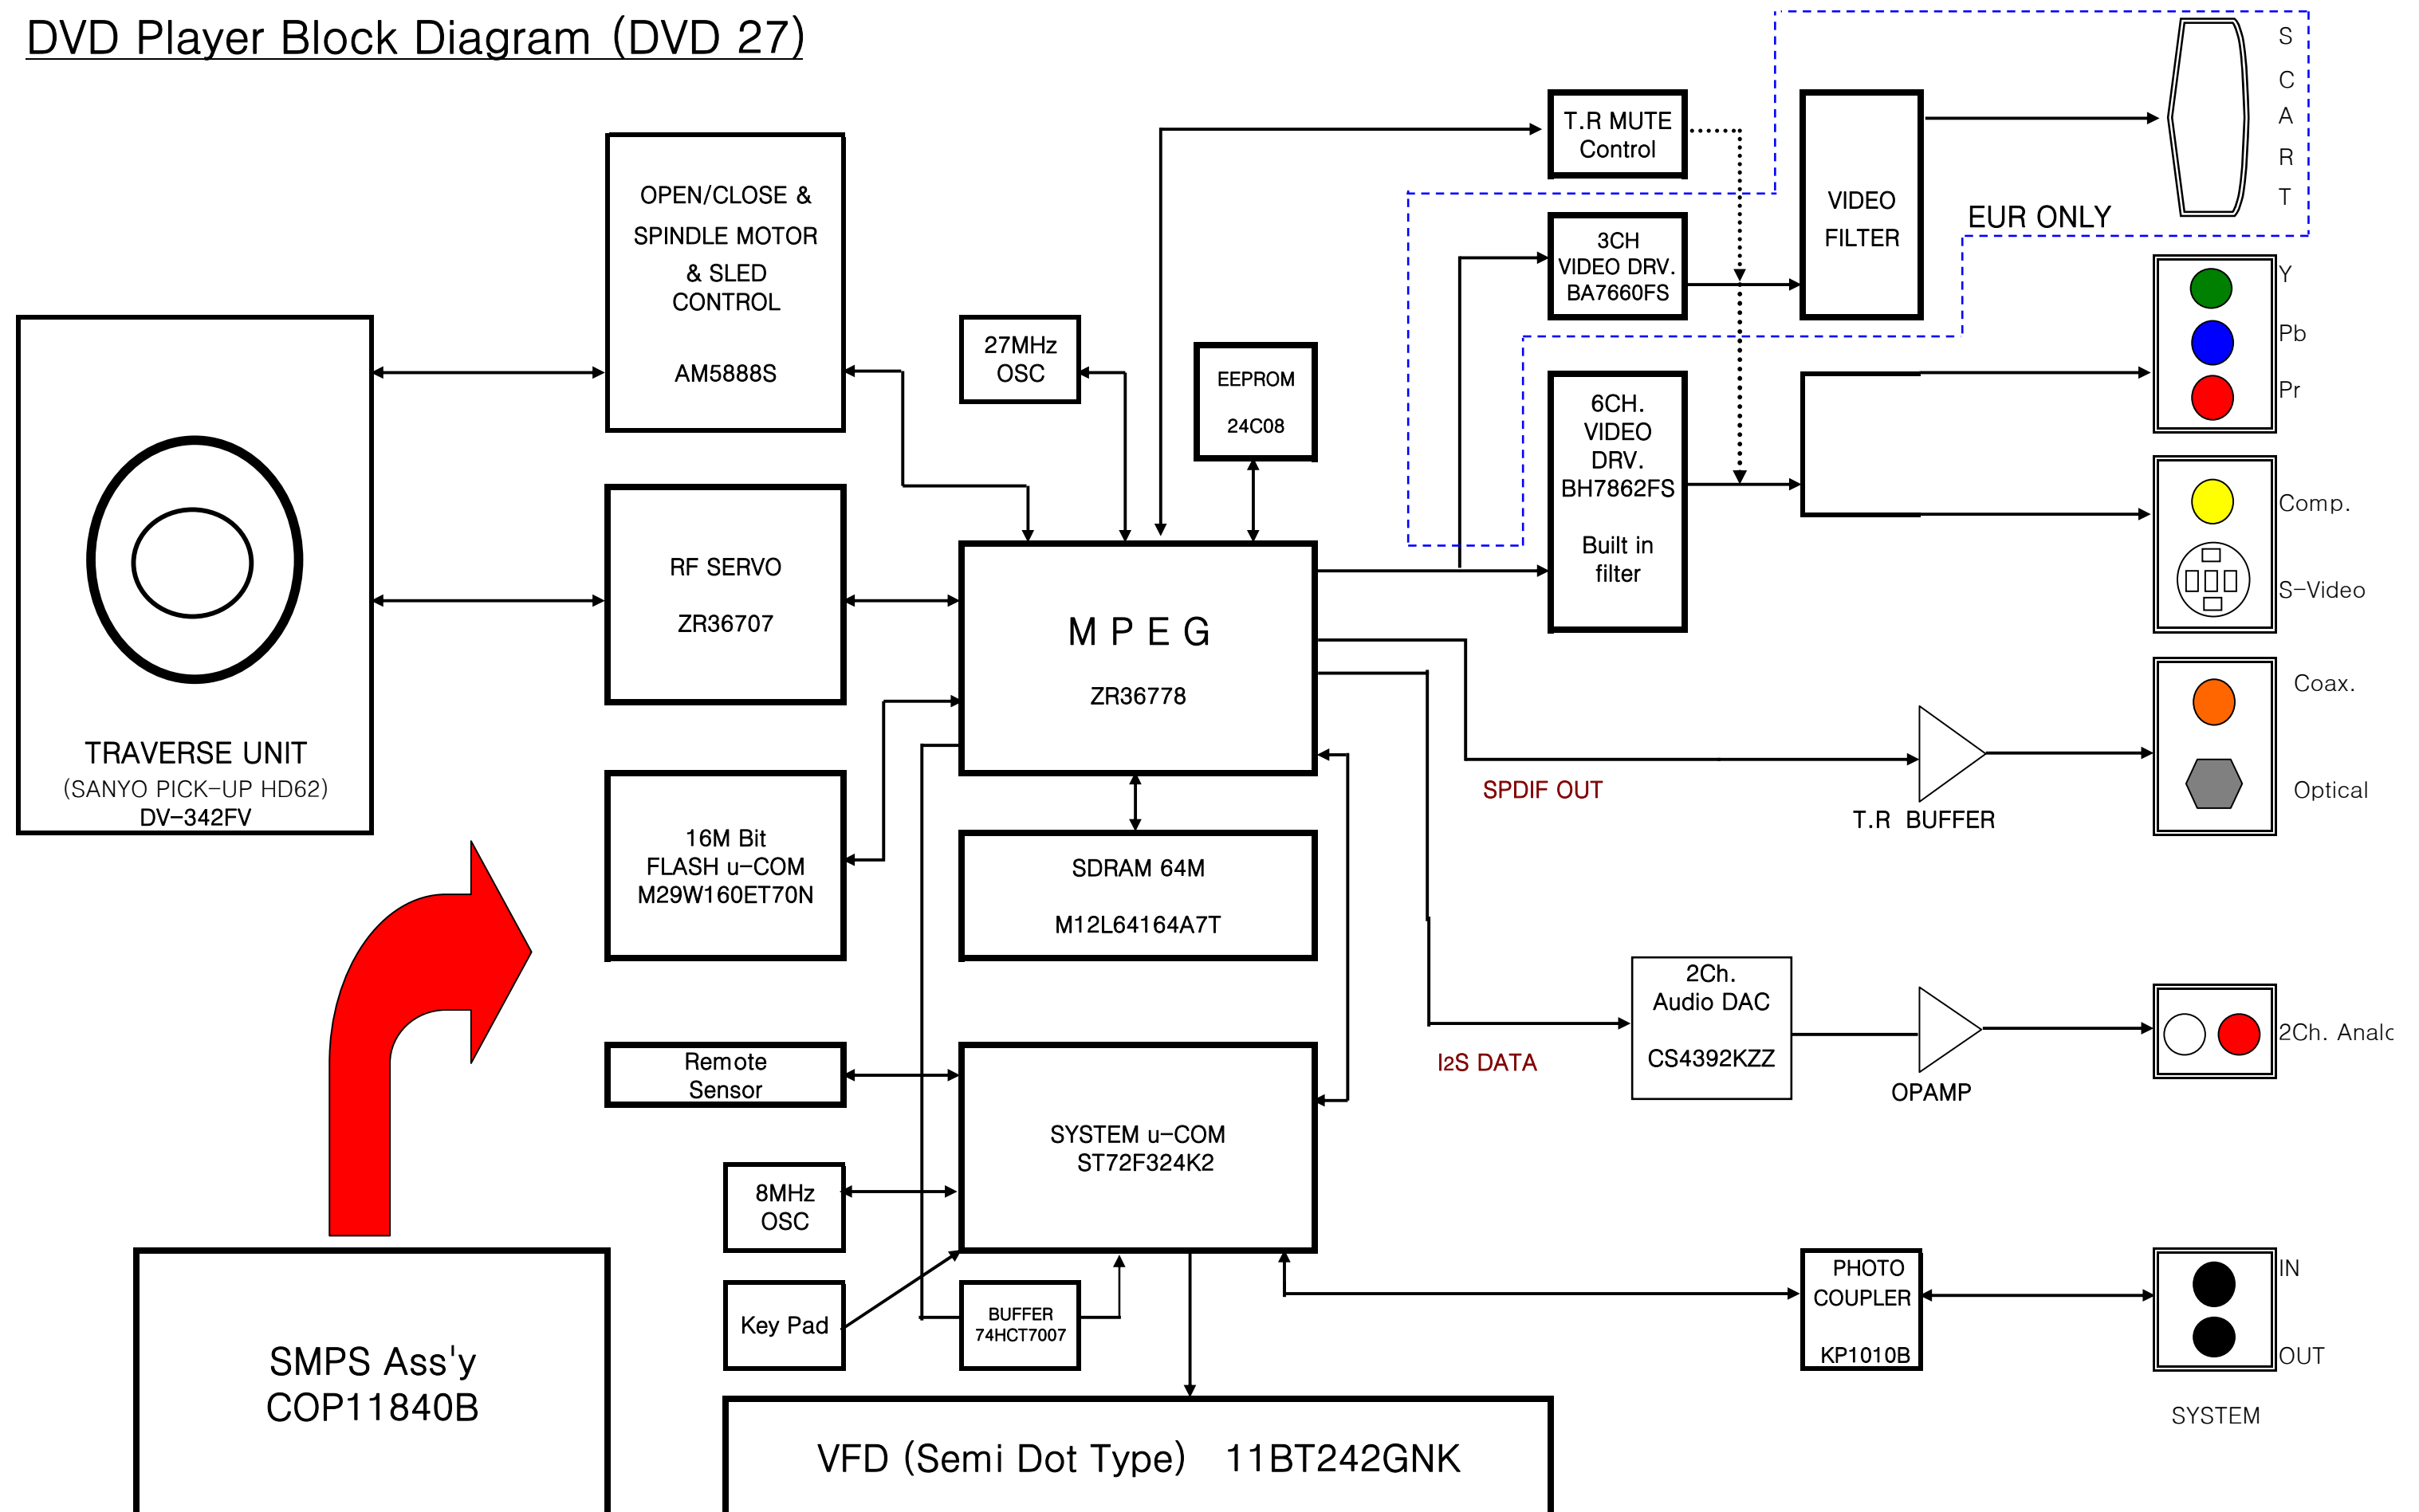 DVD Player Block Diagram (DVD 27)
T.R MUTE
Control
S
C
A
R
T
OPEN/CLOSE &
SPINDLE MOTOR
& SLED
CONTROL
AM5888S
VIDEO
FILTER
EUR ONLY
3CH
VIDEO DRV.
BA7660FS
Y
Pb
Pr
27MHz
OSC
EEPROM
24C08
6CH.
VIDEO
DRV.
BH7862FS
Built in
filter
Comp.
S-Video
RF SERVO
ZR36707
M P E G
ZR36778
TRAVERSE UNIT
(SANYO PICK-UP HD62)
DV-342FV
Coax.
Optical
SPDIF OUT
T.R BUFFER
16M Bit
FLASH u-COM
M29W160ET70N
SDRAM 64M
M12L64164A7T
2Ch.
Audio DAC
CS4392KZZ
I2S DATA
OPAMP
2Ch. Analo
Remote
Sensor
SYSTEM u-COM
ST72F324K2
8MHz
OSC
Key Pad
BUFFER
74HCT7007
PHOTO
COUPLER
KP1010B
IN
OUT
SYSTEM
SMPS Ass'y
COP11840B
VFD (Semi Dot Type) 11BT242GNK